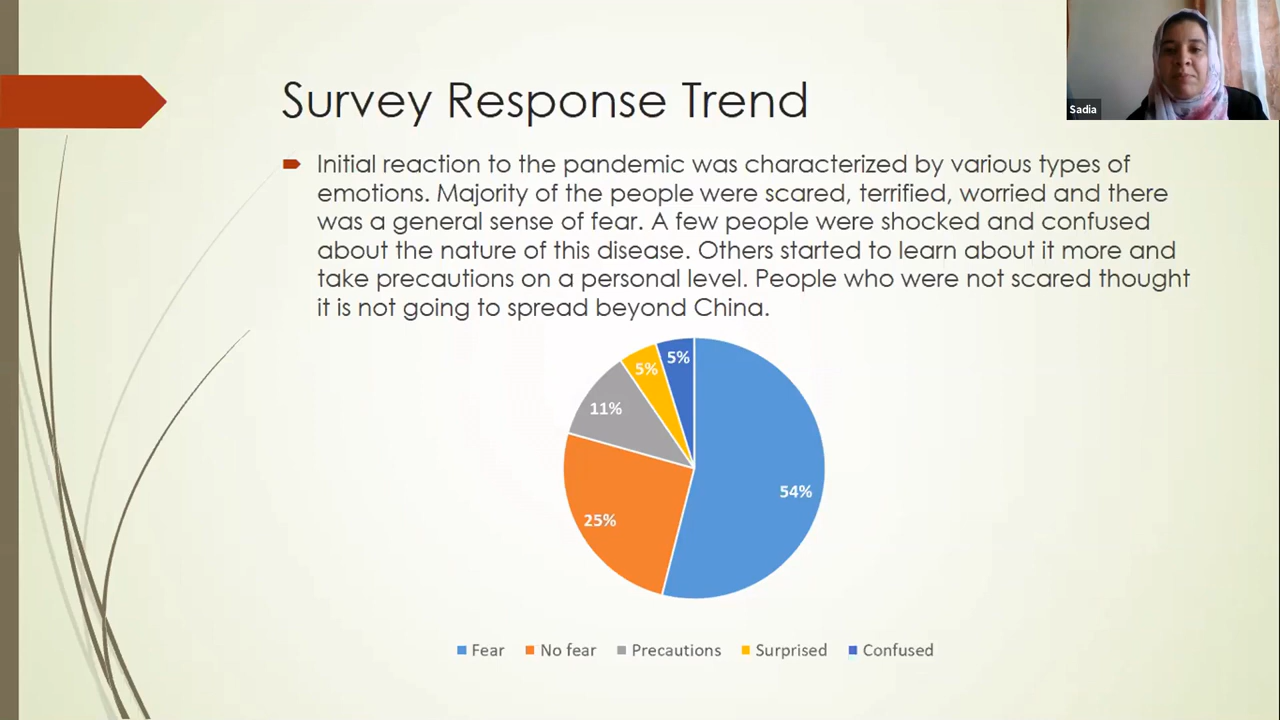 Survey Response Trend
Sadia
Initial reaction to the pandemic was characterized by various types of
emotions. Majority of the people were scared, terrified, worried and there
was a general sense of fear. A few people were shocked and confused
about the nature of this disease. Others started to learn about it more and
take precautions on a personal level. People who were not scared thought
it is not going to spread beyond China.
5%
5%
11%
54%
25%
Fear No fear Precautions Surprised Confused